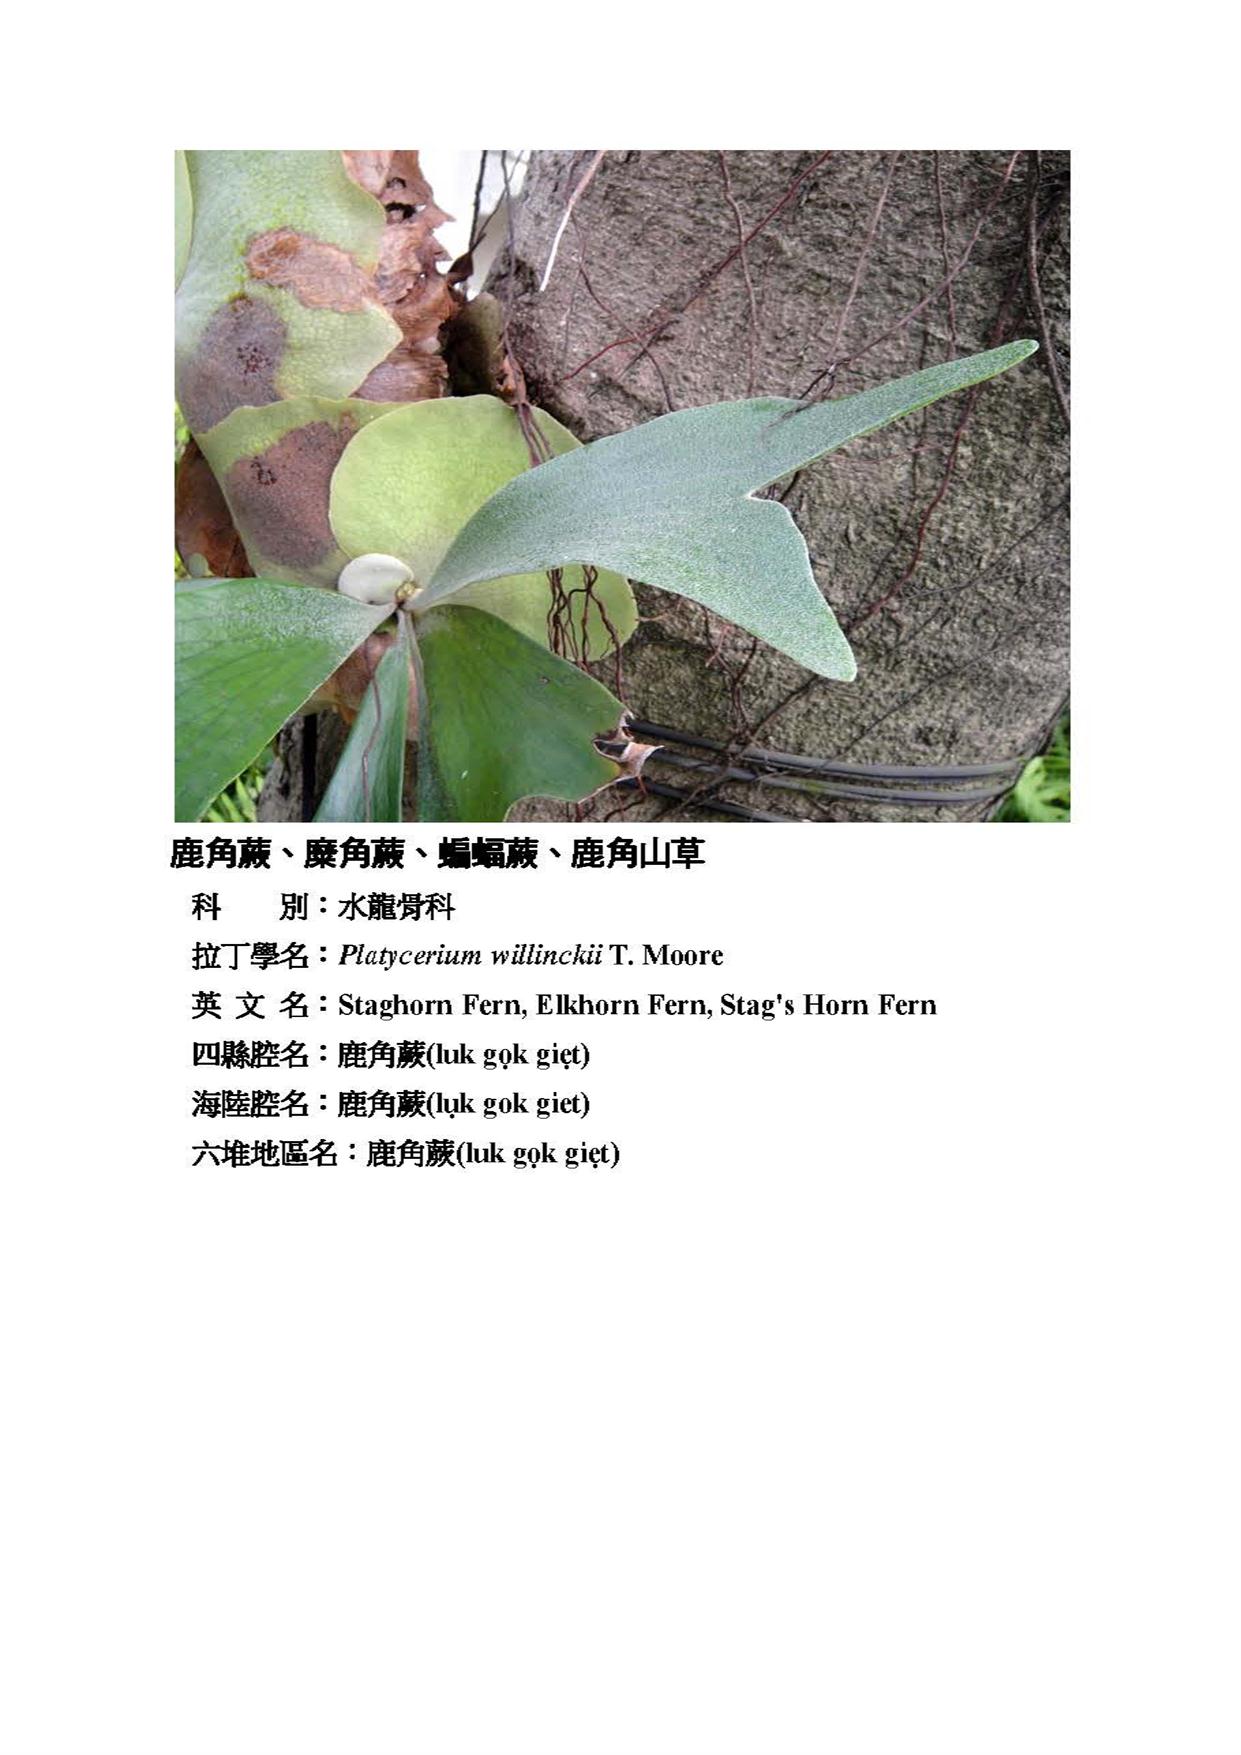 鹿角蕨、糜角蕨、蝙蝠蕨、鹿角山草
科　　別：水龍骨科
拉丁學名：Platycerium willinckii T. Moore
英 文 名：Staghorn Fern, Elkhorn Fern, Stag's Horn Fern
四縣腔名：鹿角蕨(luk gọk giẹt)
海陸腔名：鹿角蕨(lụk gok giet)
六堆地區名：鹿角蕨(luk gọk giẹt)